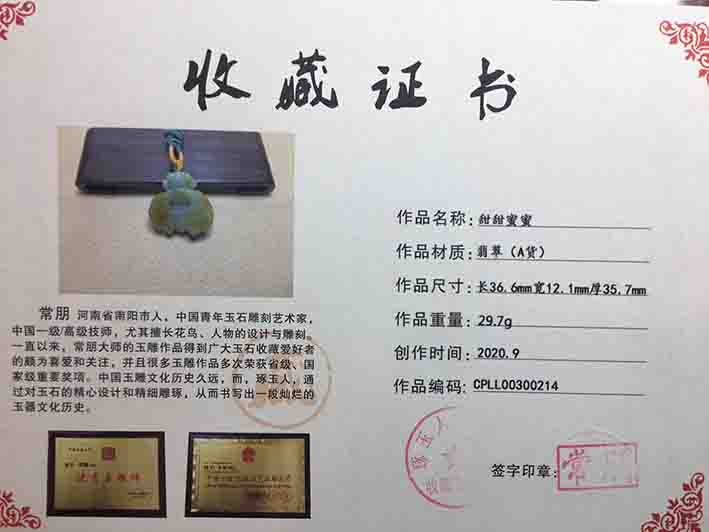 收藏证书
作品名称：甜甜蜜蜜
作品材质：翡翠（A货）
作品尺寸：长36.6mm宽12.1mm厚35.7mm
作品重量：29.7g
创作时间：2020.9
作品编码：CPLL00300214
签字印章：
常朋 河南省南阳市人，中国青年玉石雕刻艺术家，
中国一级/高级技师，尤其擅长花鸟、人物的设计与雕刻。
一直以来，常朋大师的玉雕作品得到广大玉石收藏爱好者
的颇为喜爱和关注，并且很多玉雕作品多次荣获省级、国
家级重要奖项。中国玉雕文化历史久远，而，琢玉人，通
过对玉石的精心设计和精细雕琢，从而书写出一段灿烂的
玉器文化历史。
琢玉人
常